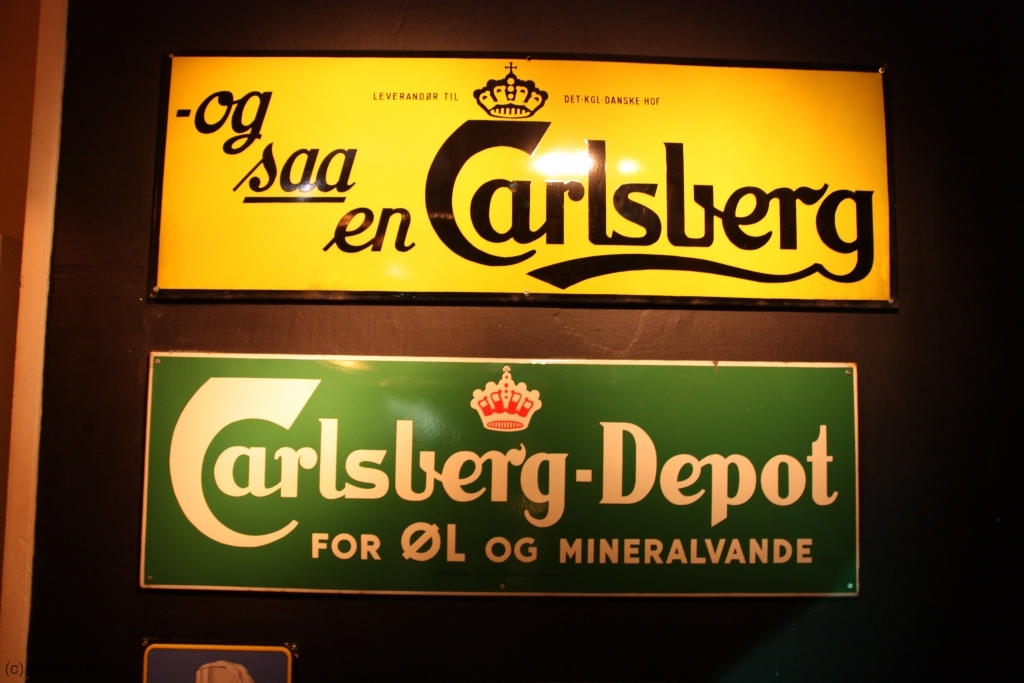 -og
saa
en
LEVERANDØR TIL DET·KGL·DANSKE·HOF
Carlsberg
Carlsberg-Depot
FOR ØL OG MINERALVANDE
(c)